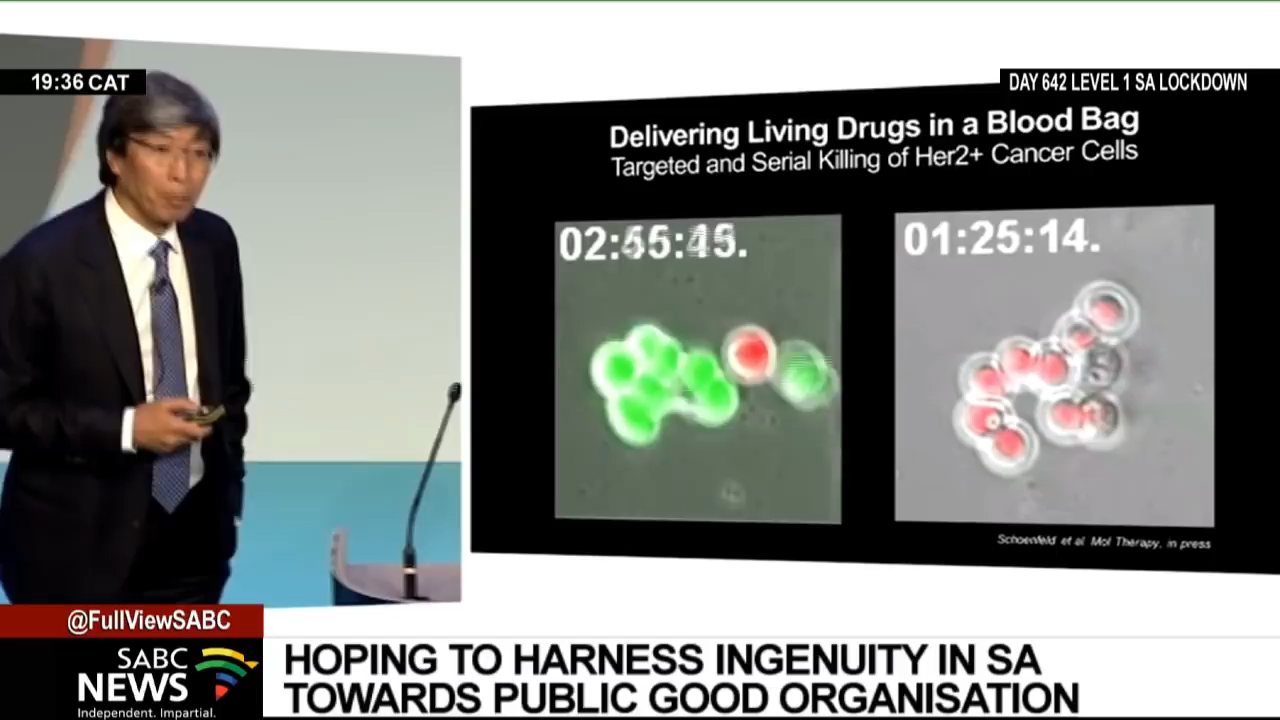 19:36 CAT
DAY 642 LEVEL 1 SA LOCKDOWN
Delivering Living Drugs in a Blood Bag
Targeted and Serial Killing of Her2+ Cancer Cells
01:25:14.
Schoenfeld et al Mol Therapy, in press
@FullViewSABC
SABC
NEWS
Independent. Impartial.
HOPING TO HARNESS INGENUITY IN SA
TOWARDS PUBLIC GOOD ORGANISATION